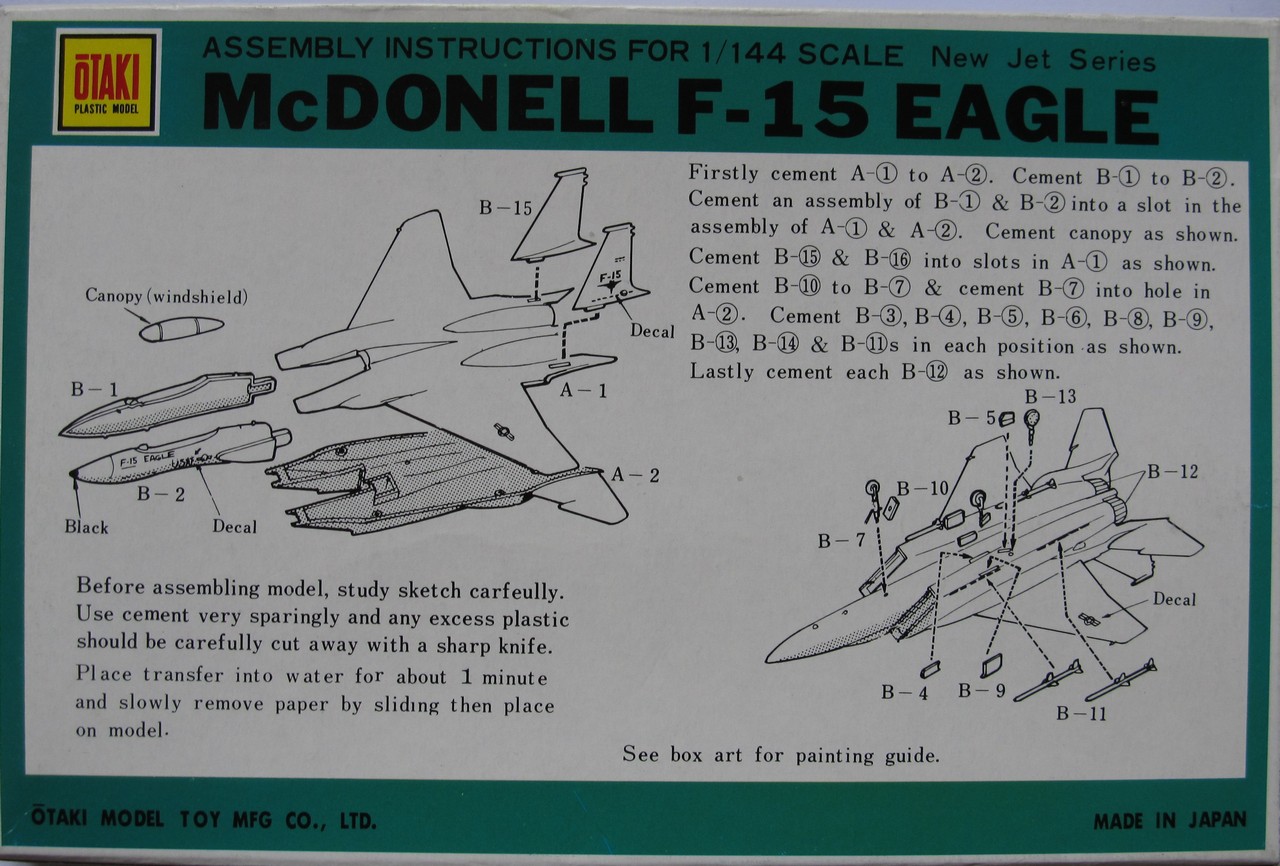 ŌTAKI
PLASTIC MODEL
ASSEMBLY INSTRUCTIONS FOR 1/144 SCALE New Jet Series
McDONELL F-15 EAGLE
Firstly cement A-① to A-②. Cement B-① to B-②.
Cement an assembly of B-① & B-② into a slot in the
assembly of A-① & A-②. Cement canopy as shown.
Cement B-⑮ & B-⑯ into slots in A-① as shown.
Cement B-⑩ to B-⑦ & cement B-⑦ into hole in
A-②. Cement B-③, B-④, B-⑤, B-⑥, B-⑧, B-⑨,
B-⑬, B-⑭ & B-⑪s in each position as shown.
Lastly cement each B-⑫ as shown.
B-15
F-15
Decal
Canopy (windshield)
B-1
A-1
F-15 EAGLE
USAF
B-2
A-2
Black
Decal
B-13
B-5
B-12
B-10
B-7
Decal
B-4
B-9
B-11
Before assembling model, study sketch carfeully.
Use cement very sparingly and any excess plastic
should be carefully cut away with a sharp knife.
Place transfer into water for about 1 minute
and slowly remove paper by sliding then place
on model.
See box art for painting guide.
ŌTAKI MODEL TOY MFG CO., LTD.
MADE IN JAPAN